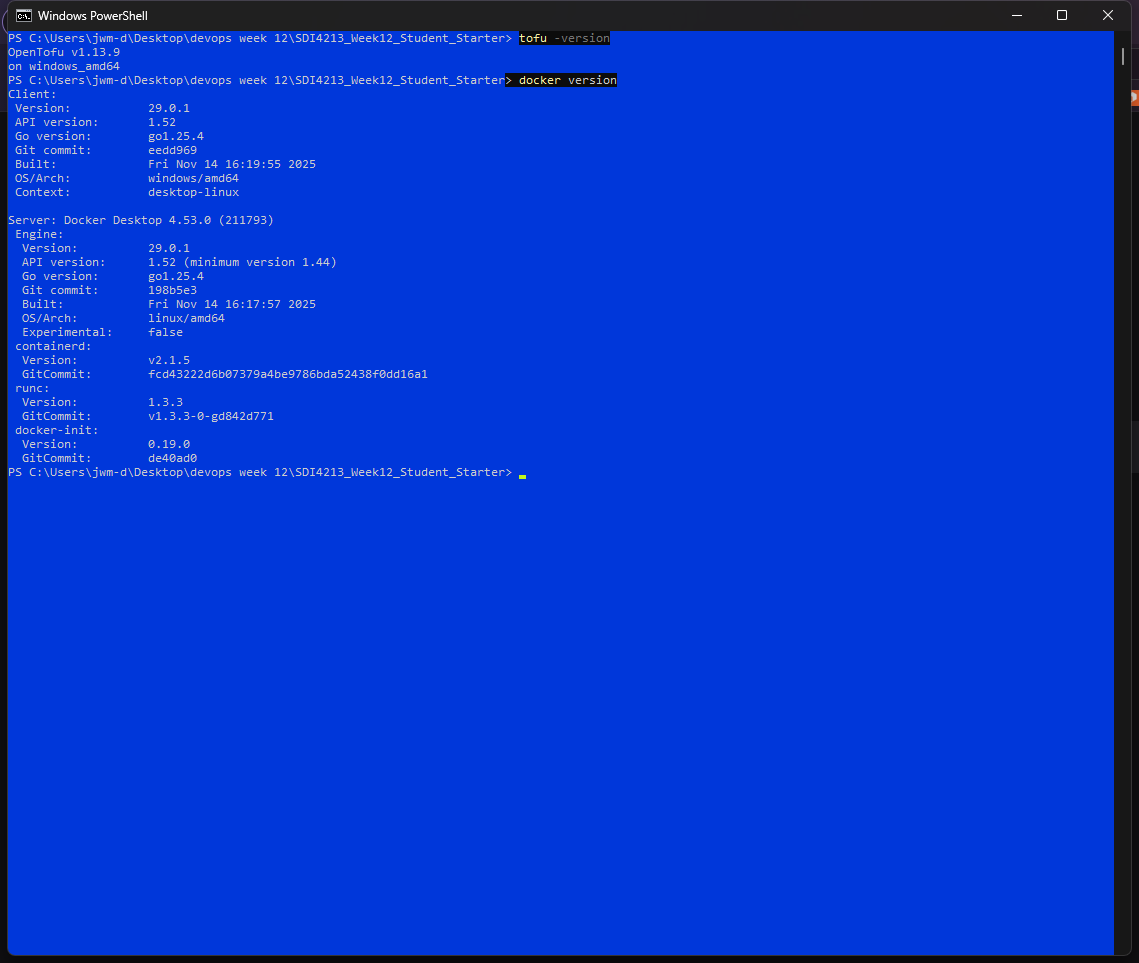 Windows PowerShell
PS C:\Users\jwm-d\Desktop\devops week 12\SDI4213_Week12_Student_Starter> tofu -version
OpenTofu v1.13.9
on windows_amd64
PS C:\Users\jwm-d\Desktop\devops week 12\SDI4213_Week12_Student_Starter> docker version
Client:
 Version:           29.0.1
 API version:       1.52
 Go version:        go1.25.4
 Git commit:        eedd969
 Built:             Fri Nov 14 16:19:55 2025
 OS/Arch:           windows/amd64
 Context:           desktop-linux

Server: Docker Desktop 4.53.0 (211793)
 Engine:
  Version:          29.0.1
  API version:      1.52 (minimum version 1.44)
  Go version:       go1.25.4
  Git commit:       198b5e3
  Built:            Fri Nov 14 16:17:57 2025
  OS/Arch:          linux/amd64
  Experimental:     false
 containerd:
  Version:          v2.1.5
  GitCommit:        fcd43222d6b07379a4be9786bda52438f0dd16a1
 runc:
  Version:          1.3.3
  GitCommit:        v1.3.3-0-gd842d771
 docker-init:
  Version:          0.19.0
  GitCommit:        de40ad0
PS C:\Users\jwm-d\Desktop\devops week 12\SDI4213_Week12_Student_Starter>